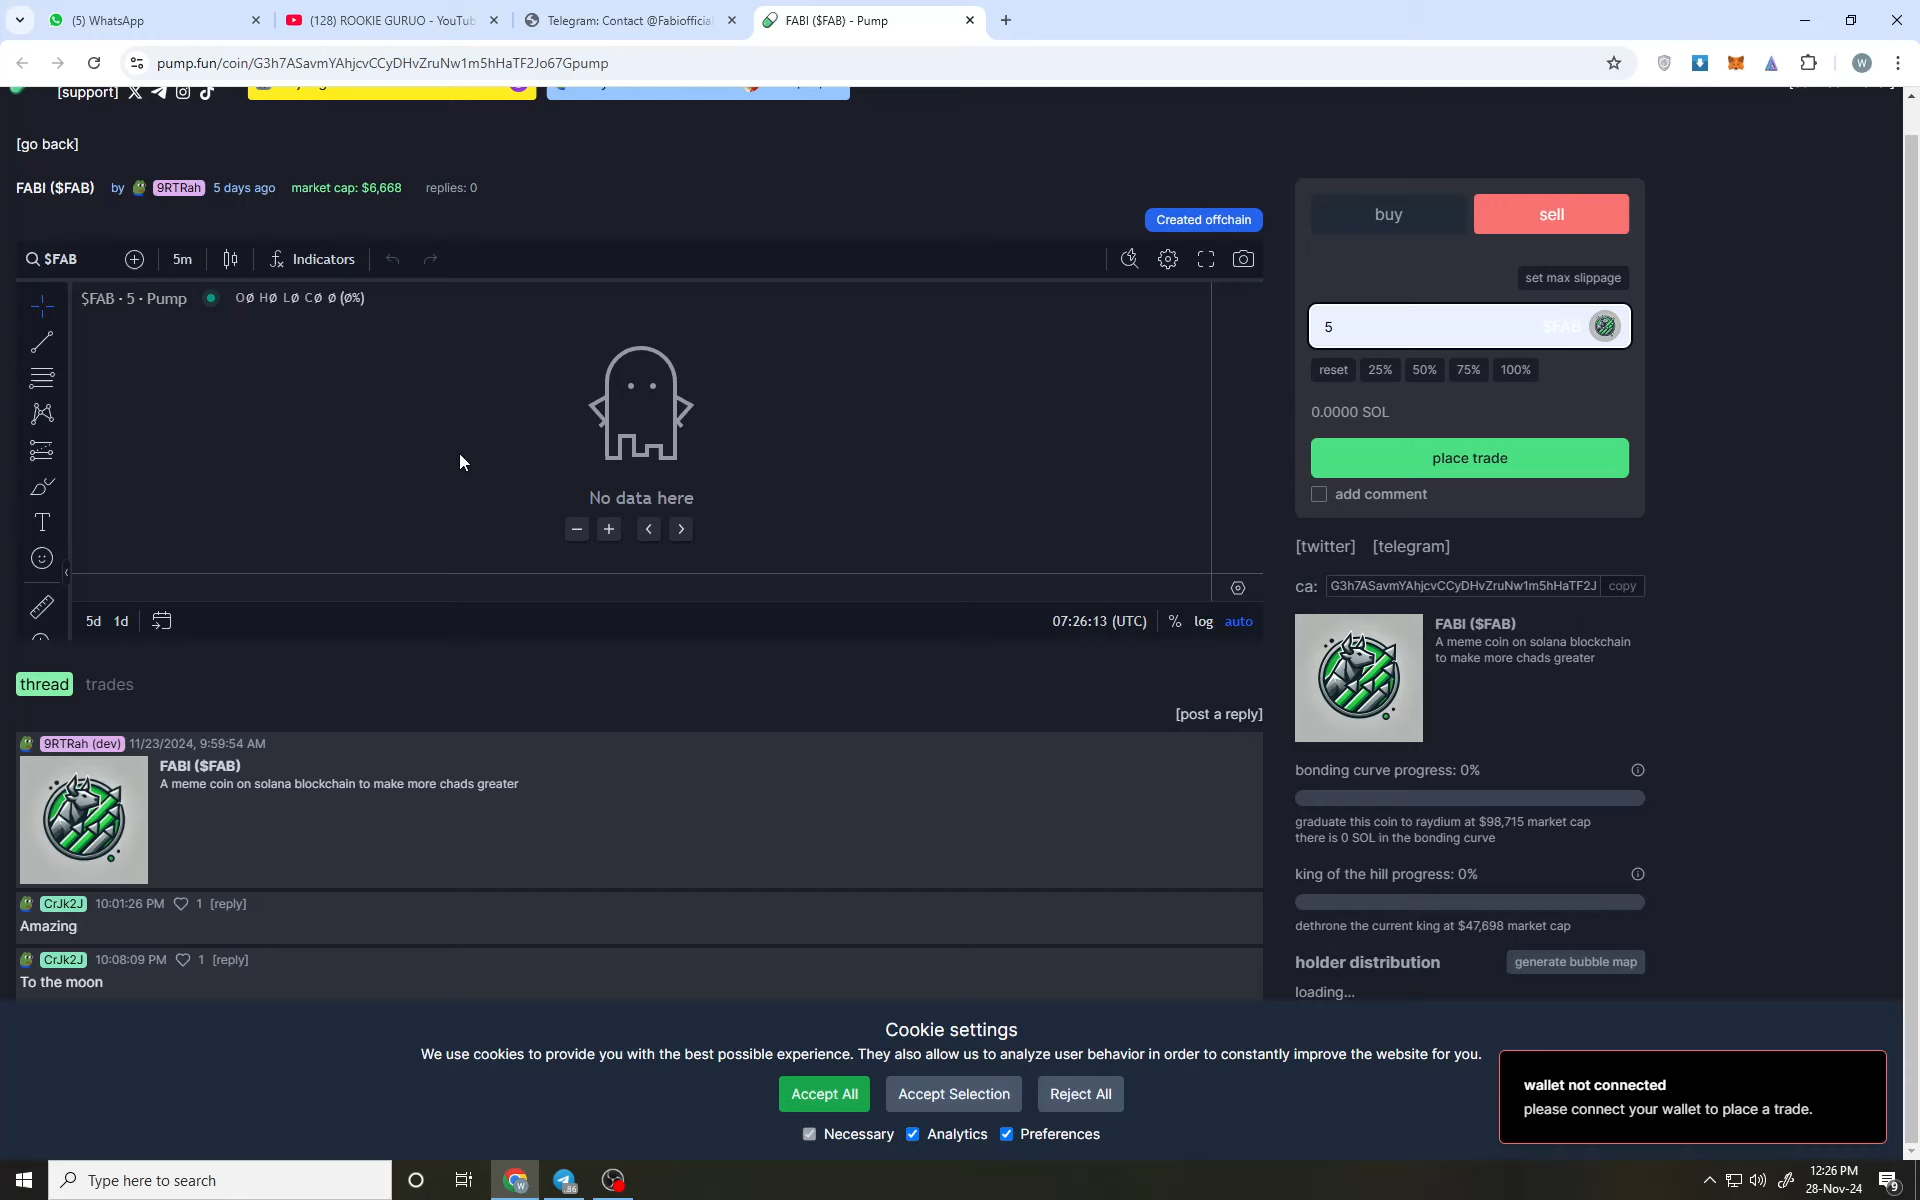 (5) WhatsApp
(128) ROOKIE GURUO - YouTub
Telegram: Contact @Fabiofficial
FABI ($FAB) - Pump
pump.fun/coin/G3h7ASavmYAhjcvCCyDHvZruNw1m5hHaTF2Jo67Gpump
W
[support]
[go back]
FABI ($FAB) by 9RTRah 5 days ago market cap: $6,668 replies: 0
Created offchain
$FAB 5m Indicators
$FAB · 5 · Pump OØ HØ LØ CØ Ø (Ø%)
No data here
5d 1d 07:26:13 (UTC) % log auto
buy sell
set max slippage
5 $FAB
reset 25% 50% 75% 100%
0.0000 SOL
place trade
add comment
[twitter] [telegram]
ca: G3h7ASavmYAhjcvCCyDHvZruNw1m5hHaTF2J copy
FABI ($FAB)
A meme coin on solana blockchain
to make more chads greater
bonding curve progress: 0%
graduate this coin to raydium at $98,715 market cap
there is 0 SOL in the bonding curve
king of the hill progress: 0%
dethrone the current king at $47,698 market cap
holder distribution generate bubble map
loading...
thread trades
[post a reply]
9RTRah (dev) 11/23/2024, 9:59:54 AM
FABI ($FAB)
A meme coin on solana blockchain to make more chads greater
CrJk2J 10:01:26 PM 1 [reply]
Amazing
CrJk2J 10:08:09 PM 1 [reply]
To the moon
Cookie settings
We use cookies to provide you with the best possible experience. They also allow us to analyze user behavior in order to constantly improve the website for you.
Accept All Accept Selection Reject All
Necessary Analytics Preferences
wallet not connected
please connect your wallet to place a trade.
Type here to search
86
12:26 PM
28-Nov-24
9